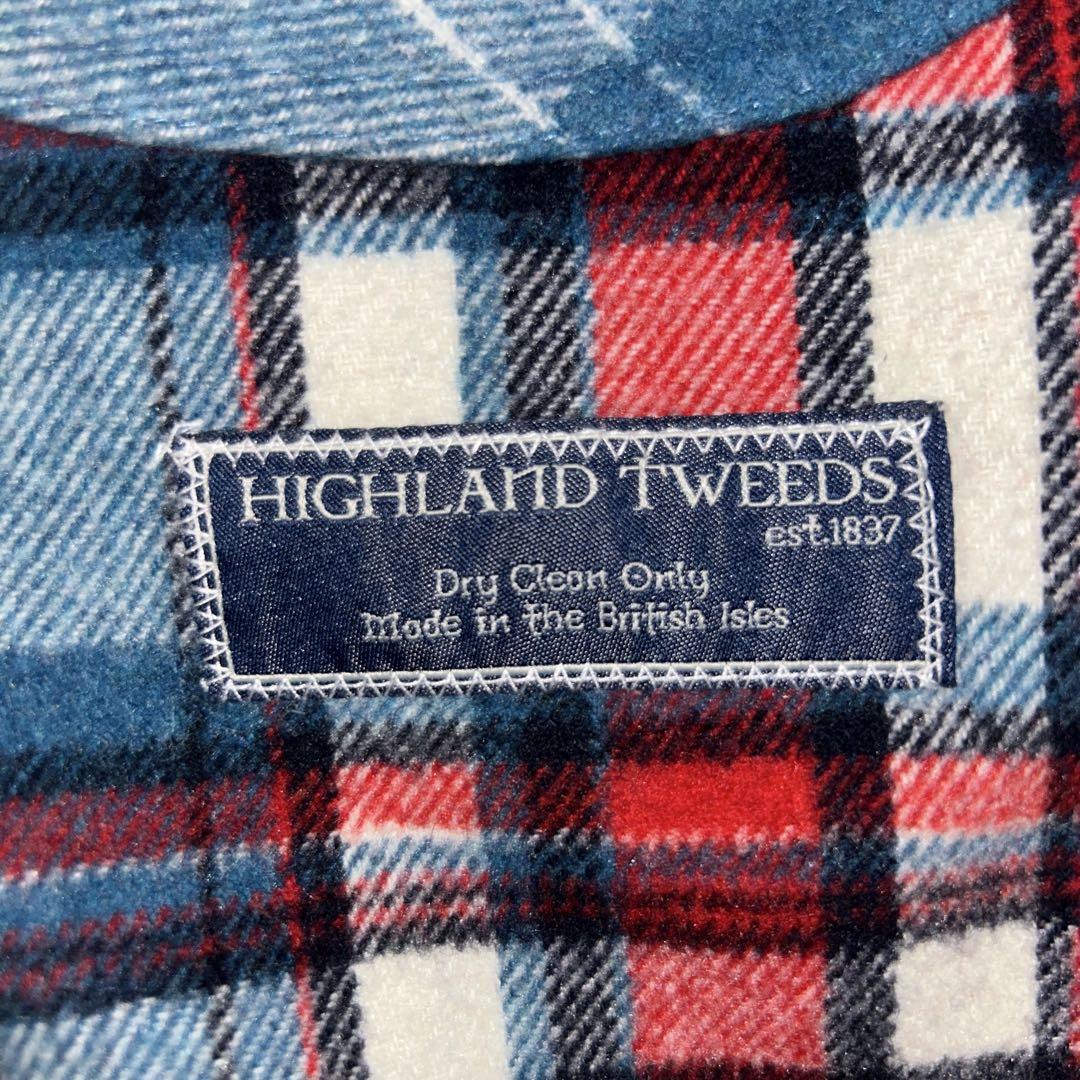 HIGHLAND TWEEDS
est.1837
Dry Clean Only
Made in the British Isles